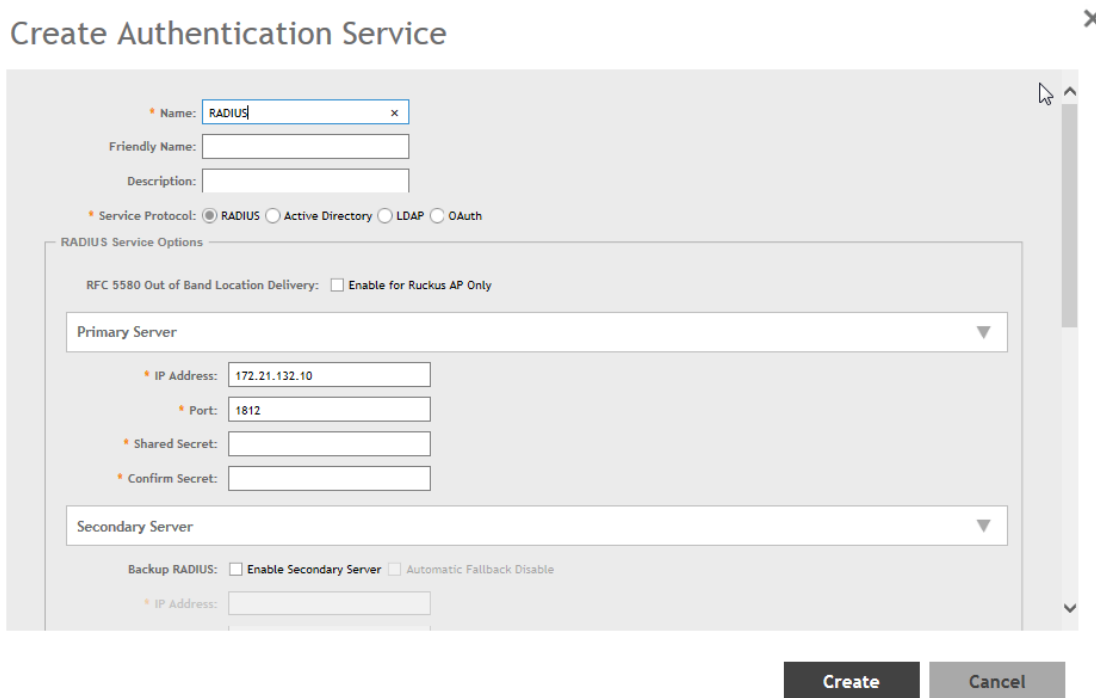 Create Authentication Service
* Name: RADIUS
Friendly Name:
Description:
* Service Protocol: RADIUS Active Directory LDAP OAuth
RADIUS Service Options
RFC 5580 Out of Band Location Delivery: Enable for Ruckus AP Only
Primary Server
* IP Address: 172.21.132.10
* Port: 1812
* Shared Secret:
* Confirm Secret:
Secondary Server
Backup RADIUS: Enable Secondary Server Automatic Fallback Disable
* IP Address:
Create Cancel